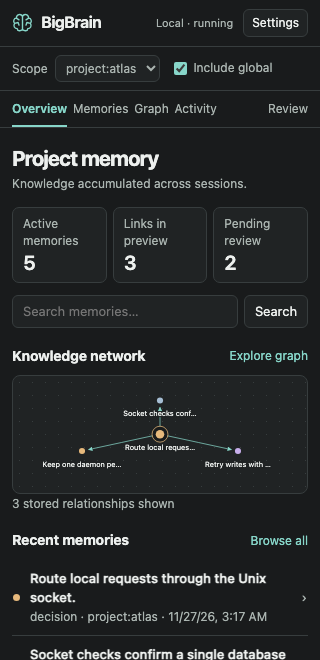 BigBrain
Local · running
Settings
Scope
project:atlas
Include global
Overview
Memories
Graph
Activity
Review
Project memory
Knowledge accumulated across sessions.
Active
memories
5
Links in
preview
3
Pending
review
2
Search memories...
Search
Knowledge network
Explore graph
Socket checks conf...
Route local reques...
Keep one daemon pe...
Retry writes with ...
3 stored relationships shown
Recent memories
Browse all
Route local requests through the Unix
socket.
decision · project:atlas · 11/27/26, 3:17 AM
Socket checks confirm a single database